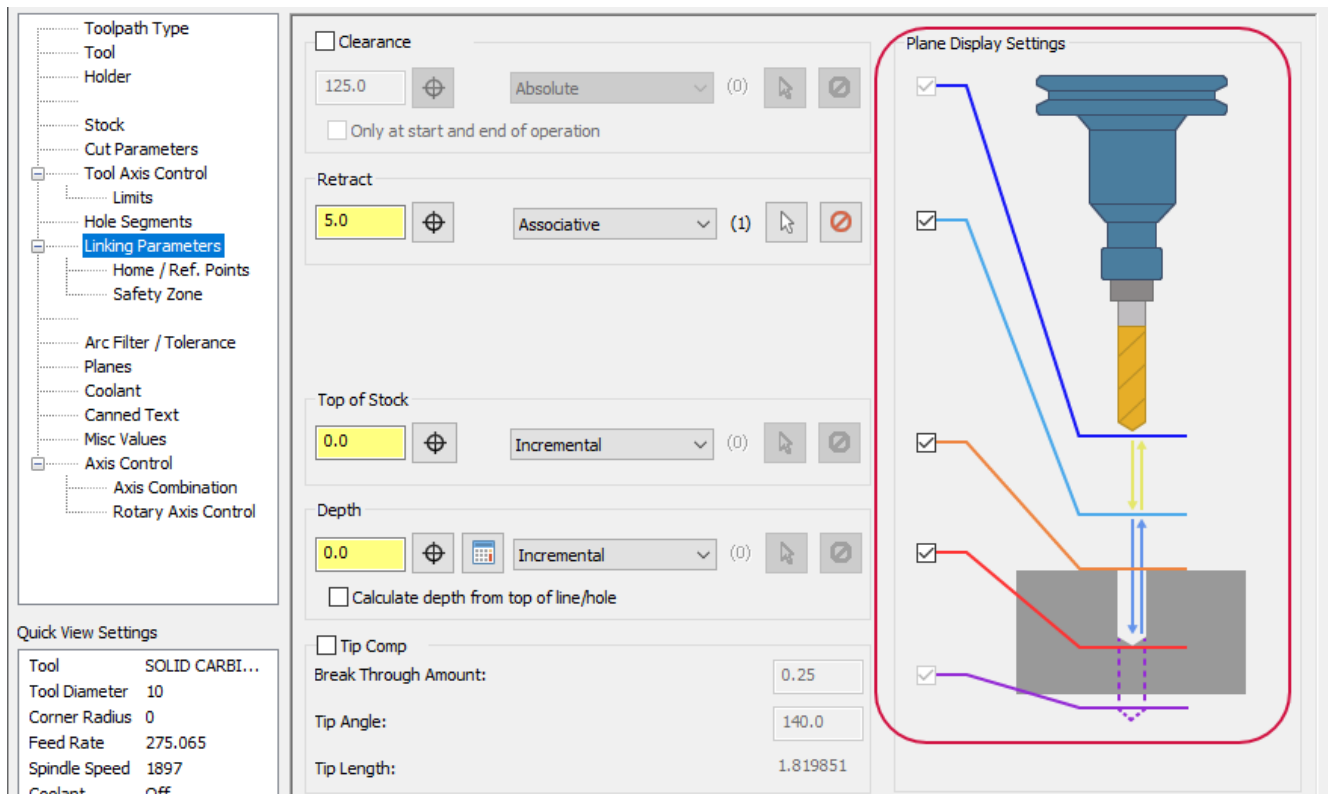 Toolpath Type
Tool
Holder
Stock
Cut Parameters
Tool Axis Control
Limits
Hole Segments
Linking Parameters
Home / Ref. Points
Safety Zone
Arc Filter / Tolerance
Planes
Coolant
Canned Text
Misc Values
Axis Control
Axis Combination
Rotary Axis Control
Quick View Settings
Tool SOLID CARBI...
Tool Diameter 10
Corner Radius 0
Feed Rate 275.065
Spindle Speed 1897
Coolant Off
Clearance
125.0 Absolute (0)
Only at start and end of operation
Retract
5.0 Associative (1)
Top of Stock
0.0 Incremental (0)
Depth
0.0 Incremental (0)
Calculate depth from top of line/hole
Tip Comp
Break Through Amount: 0.25
Tip Angle: 140.0
Tip Length: 1.819851
Plane Display Settings